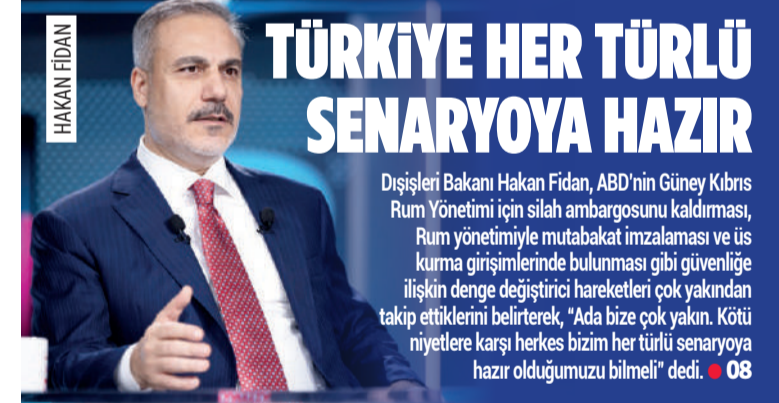 HAKAN FİDAN
TÜRKİYE HER TÜRLÜ
SENARYOYA HAZIR
Dışişleri Bakanı Hakan Fidan, ABD'nin Güney Kıbrıs
Rum Yönetimi için silah ambargosunu kaldırması,
Rum yönetimiyle mutabakat imzalaması ve üs
kurma girişimlerinde bulunması gibi güvenliğe
ilişkin denge değiştirici hareketleri çok yakından
takip ettiklerini belirterek, “Ada bize çok yakın. Kötü
niyetlere karşı herkes bizim her türlü senaryoya
hazır olduğumuzu bilmeli” dedi. ● 08